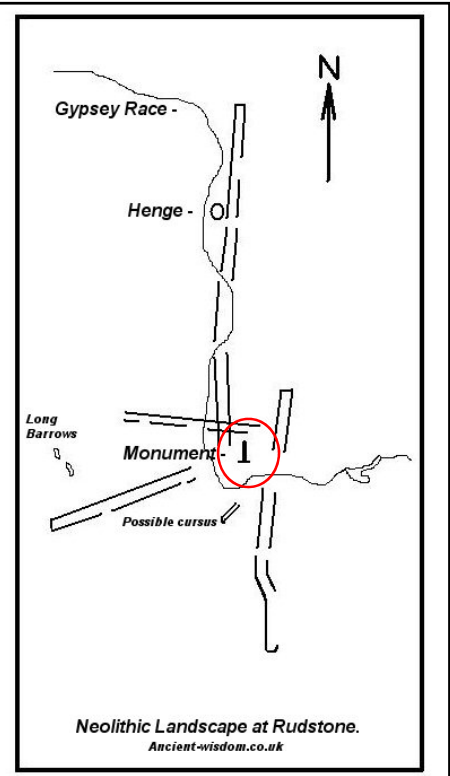 N
Gypsey Race -
Henge -
Long
Barrows
Monument -
Possible cursus
Neolithic Landscape at Rudstone.
Ancient-wisdom.co.uk